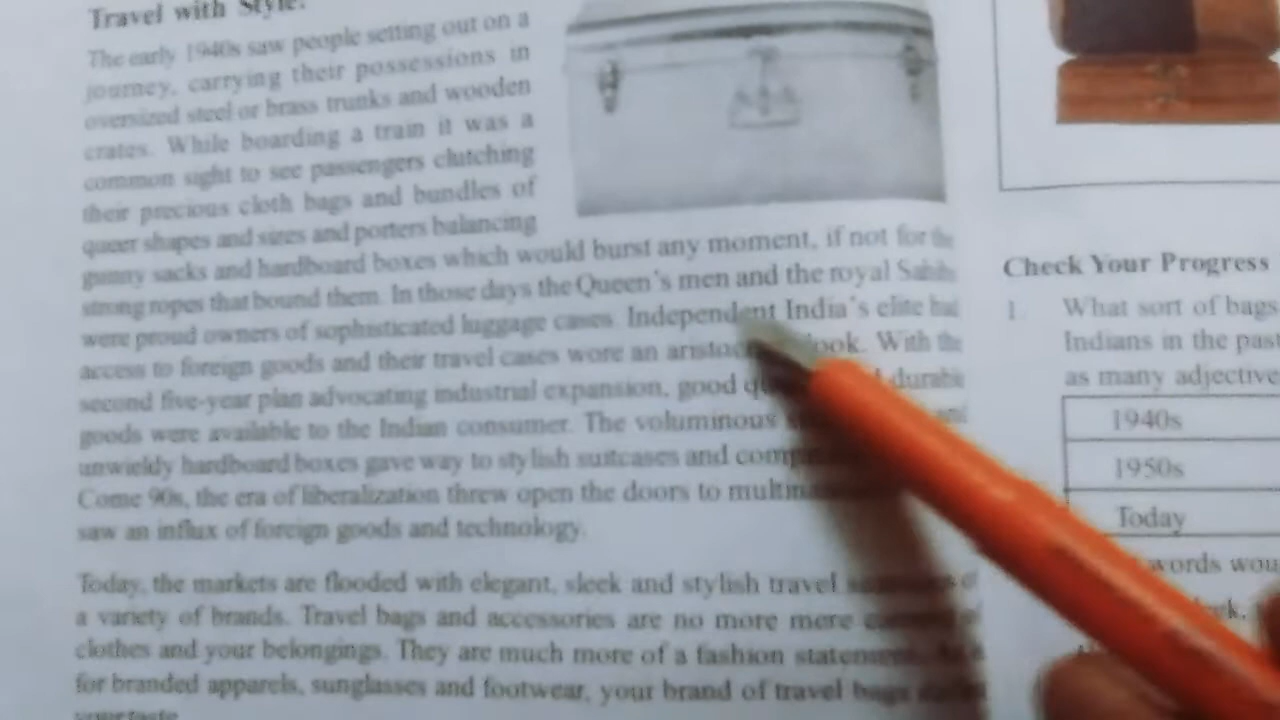 Travel with Style.
The early 1940s saw people setting out on a
journey, carrying their possessions in
oversized steel or brass trunks and wooden
crates. While boarding a train it was a
common sight to see passengers clutching
their precious cloth bags and bundles of
queer shapes and sizes and porters balancing
gunny sacks and hardboard boxes which would burst any moment, if not for the
strong ropes that bound them. In those days the Queen's men and the royal Sahibs
were proud owners of sophisticated luggage cases. Independent India's elite had
access to foreign goods and their travel cases wore an look. With the
second five-year plan advocating industrial expansion, good durable
goods were available to the Indian consumer. The voluminous and
unwieldy hardboard boxes gave way to stylish suitcases and
Come 90s, the era of liberalization threw open the doors to
saw an influx of foreign goods and technology.
Today, the markets are flooded with elegant, sleek and stylish travel of
a variety of brands. Travel bags and accessories are no more mere of
clothes and your belongings. They are much more of a fashion statement.
for branded apparels, sunglasses and footwear, your brand of travel bags
your taste
Check Your Progress
1. What sort of bags
Indians in the past
as many adjective
1940s
1950s
Today
words wou